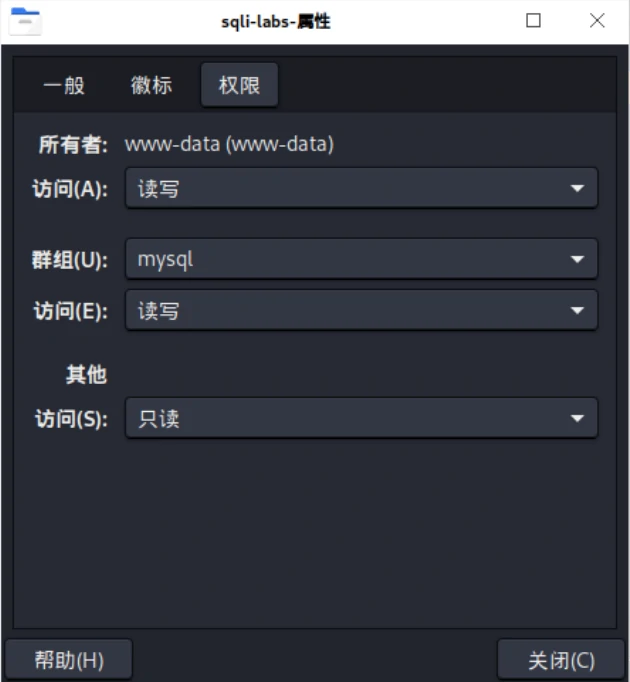 sqli-labs-属性
一般 徽标 权限
所有者: www-data (www-data)
访问(A): 读写
群组(U): mysql
访问(E): 读写
其他
访问(S): 只读
帮助(H) 关闭(C)